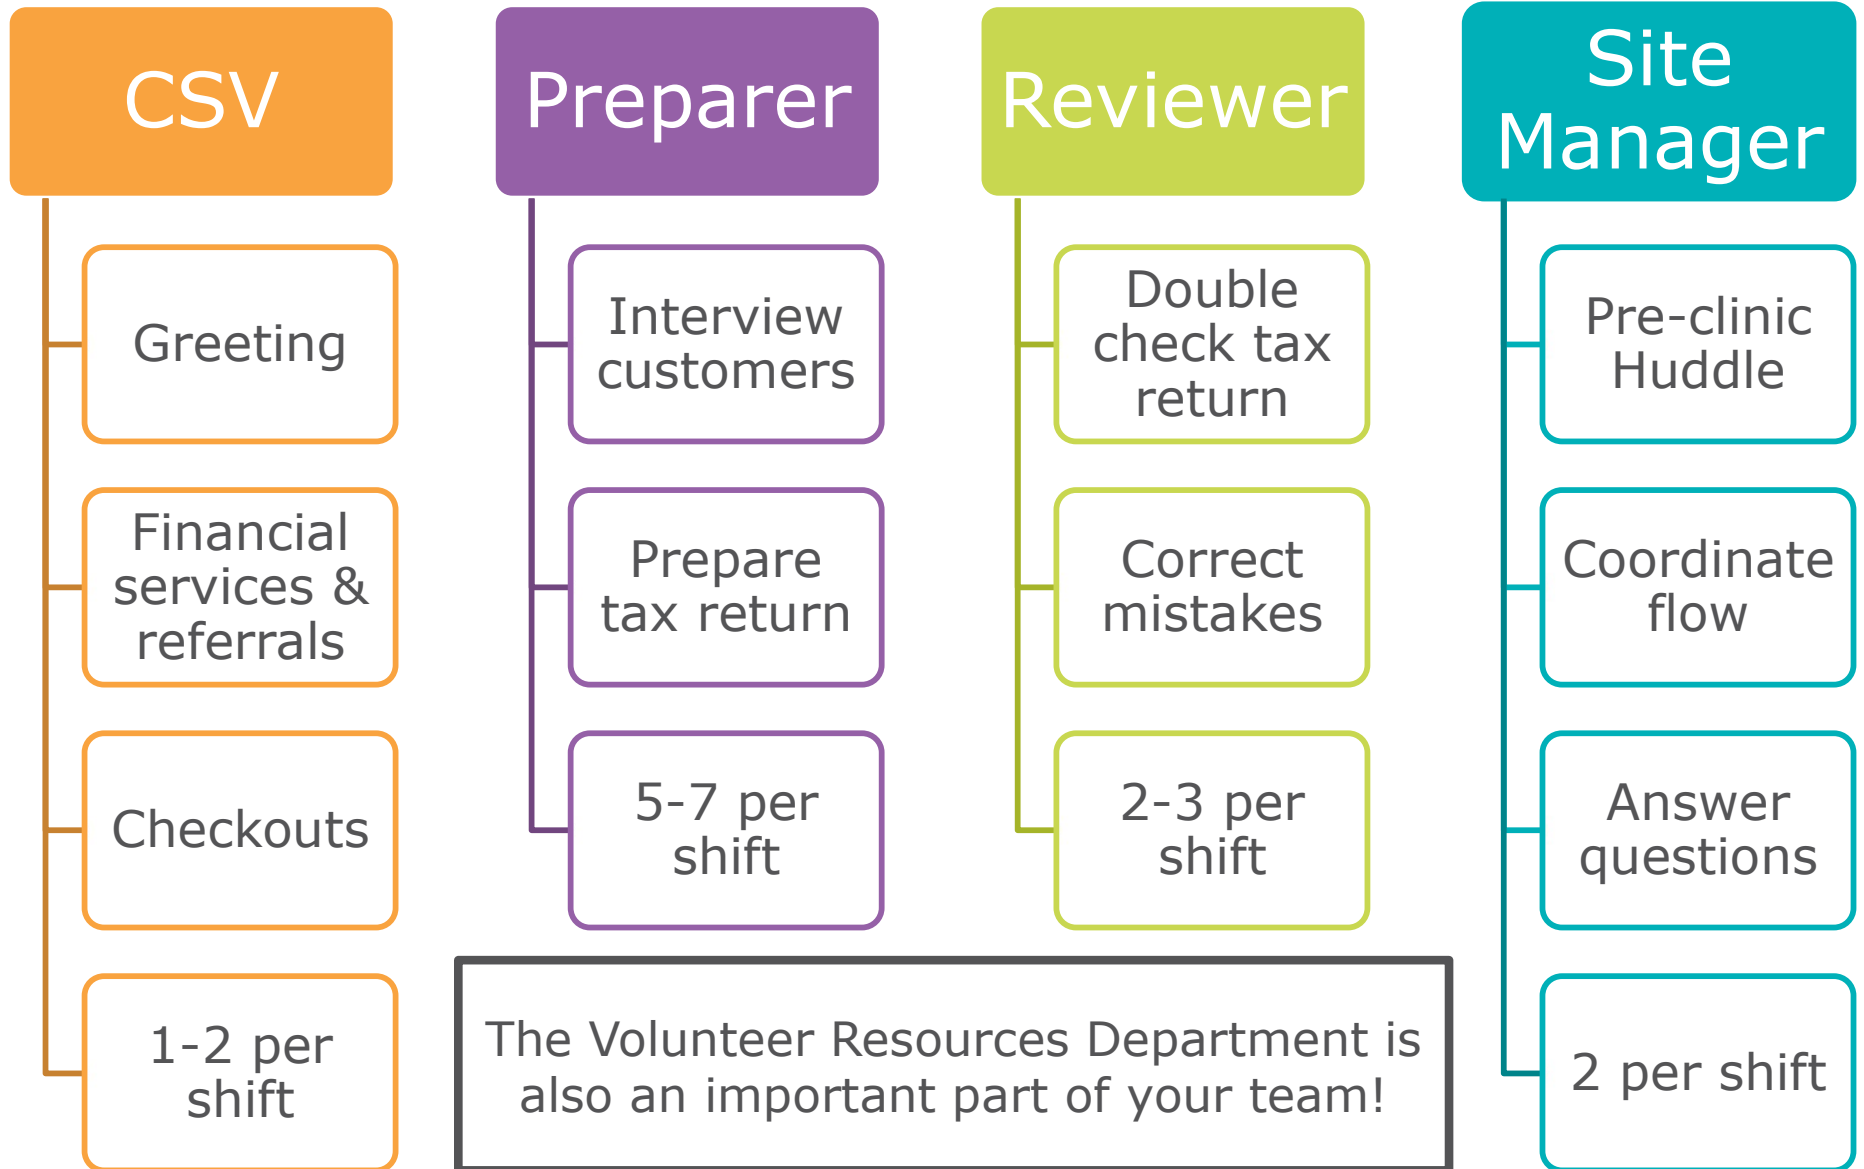 CSV
Greeting
Financial
services &
referrals
Checkouts
1-2 per
shift
Preparer
Interview
customers
Prepare
tax return
5-7 per
shift
Reviewer
Double
check tax
return
Correct
mistakes
2-3 per
shift
Site
Manager
Pre-clinic
Huddle
Coordinate
flow
Answer
questions
2 per shift
The Volunteer Resources Department is
also an important part of your team!